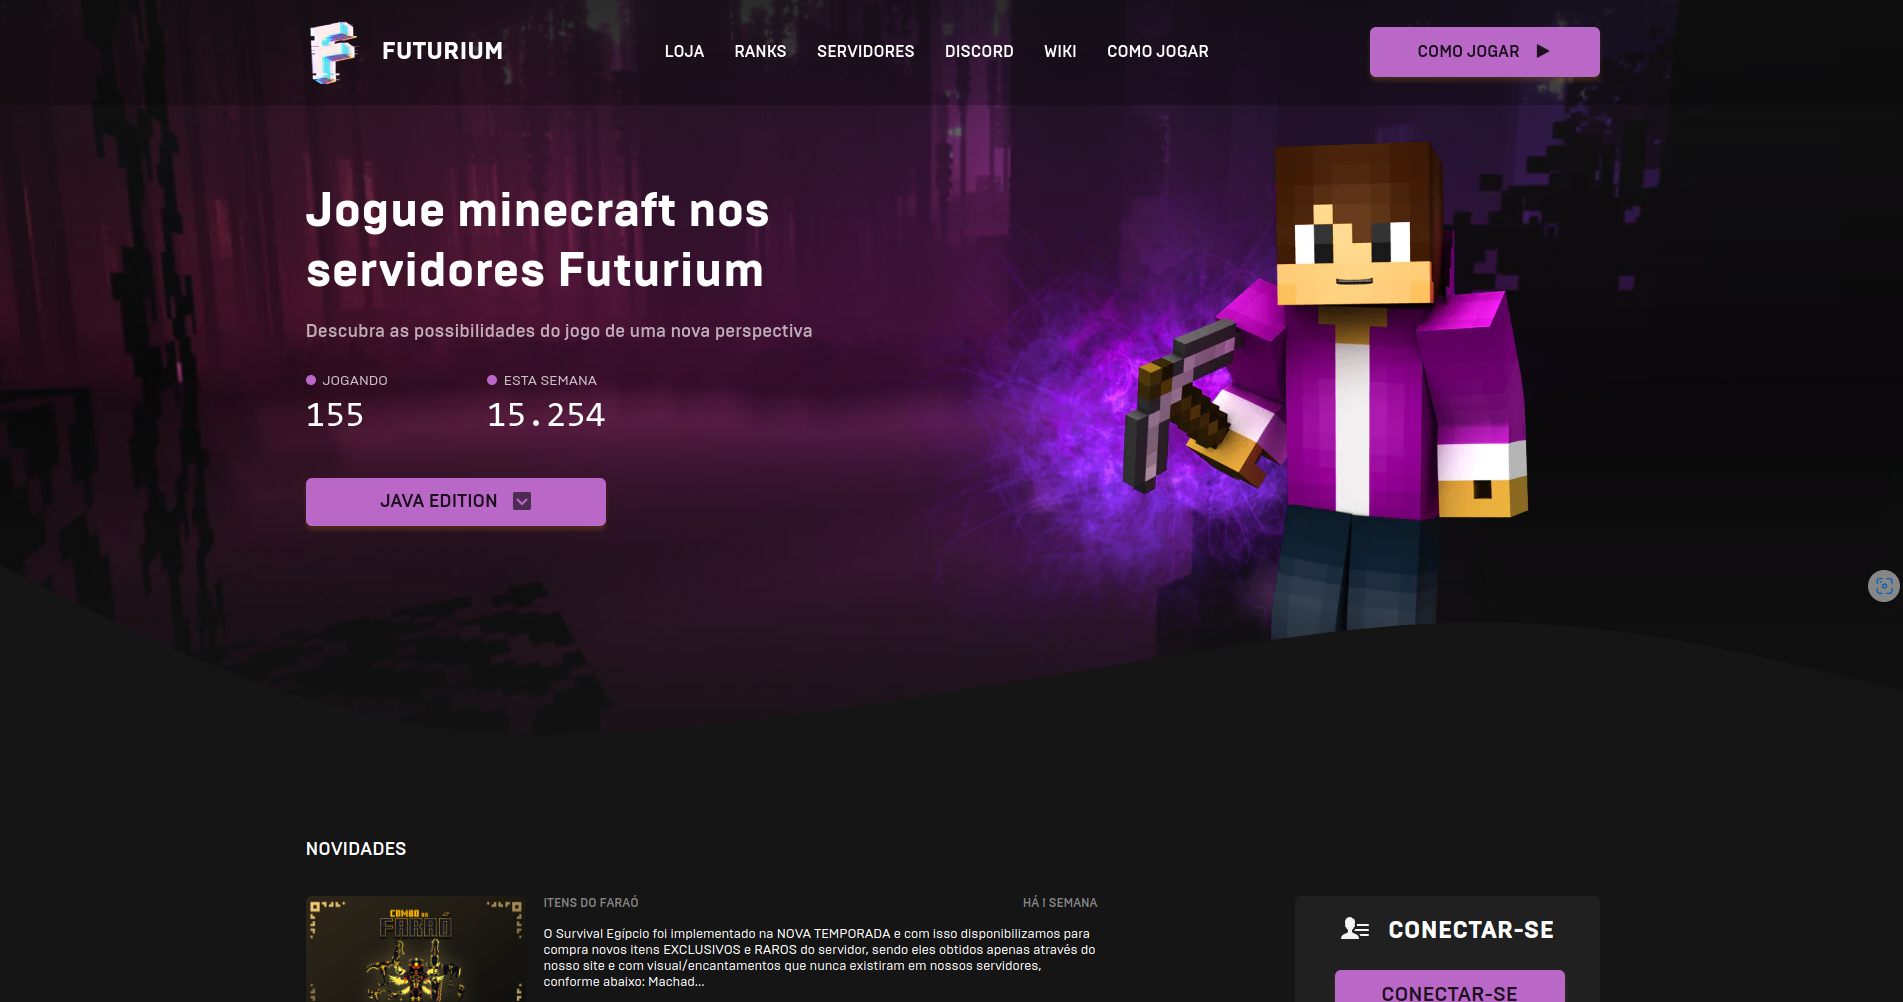 FUTURIUM
LOJA RANKS SERVIDORES DISCORD WIKI COMO JOGAR
COMO JOGAR
Jogue minecraft nos
servidores Futurium
Descubra as possibilidades do jogo de uma nova perspectiva
JOGANDO
155
ESTA SEMANA
15.254
JAVA EDITION
NOVIDADES
COMBO DO
FARAÓ
ITENS DO FARAÓ
HÁ 1 SEMANA
O Survival Egípcio foi implementado na NOVA TEMPORADA e com isso disponibilizamos para
compra novos itens EXCLUSIVOS e RAROS do servidor, sendo eles obtidos apenas através do
nosso site e com visual/encantamentos que nunca existiram em nossos servidores,
conforme abaixo: Machad...
CONECTAR-SE
CONECTAR-SE